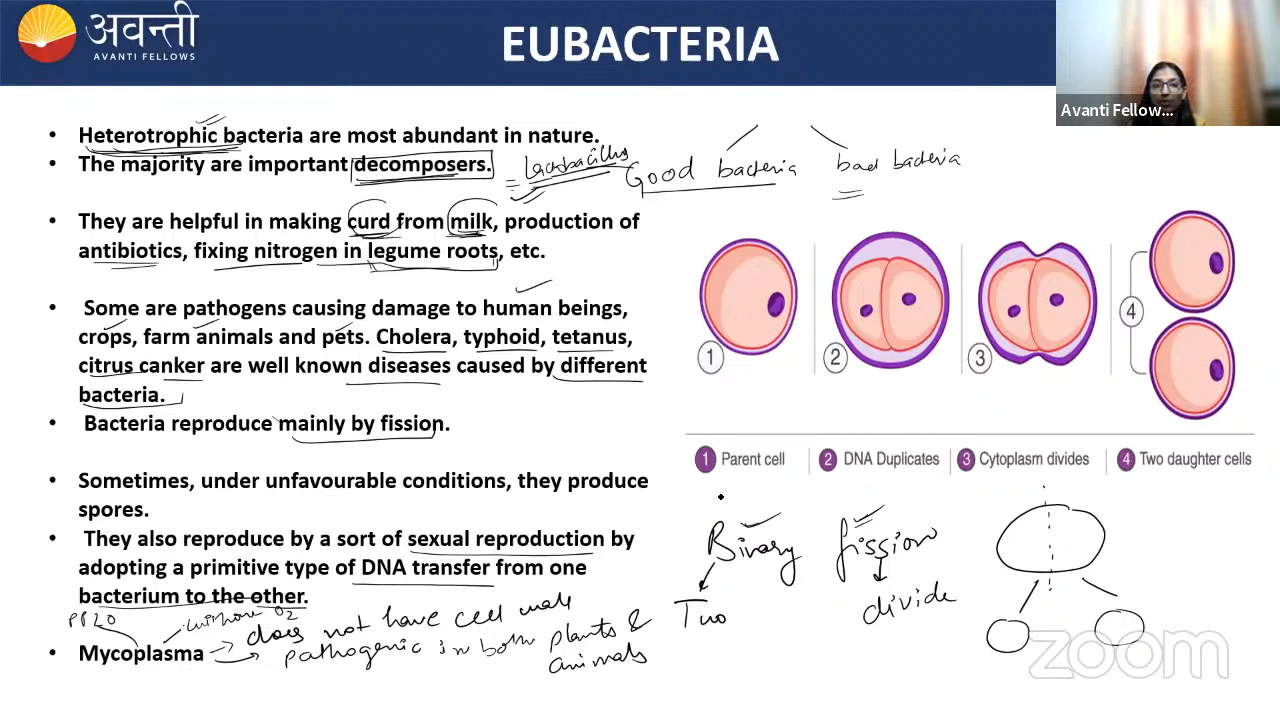 अवन्ती
AVANTI FELLOWS
EUBACTERIA
Avanti Fellow...
• Heterotrophic bacteria are most abundant in nature.
• The majority are important decomposers.
Lactobacillus
Good bacteria
bad bacteria
They are helpful in making curd from milk, production of
antibiotics, fixing nitrogen in legume roots, etc.
• Some are pathogens causing damage to human beings,
crops, farm animals and pets. Cholera, typhoid, tetanus,
citrus canker are well known diseases caused by different
bacteria.
• Bacteria reproduce mainly by fission.
Sometimes, under unfavourable conditions, they produce
spores.
• They also reproduce by a sort of sexual reproduction by
adopting a primitive type of DNA transfer from one
bacterium to the other.
PPLO
without O2
• Mycoplasma
does not have cell wall
pathogenic in both plants &
animals
1
2
3
4
1 Parent cell
2 DNA Duplicates
3 Cytoplasm divides
4 Two daughter cells
Binary fission
Two
divide
zoom